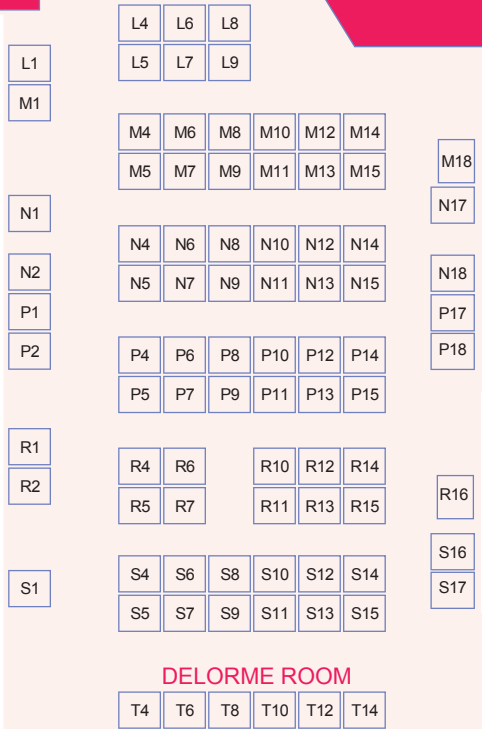 L4 L6 L8
L1 L5 L7 L9
M1
M4 M6 M8 M10 M12 M14
M5 M7 M9 M11 M13 M15 M18
N1 N17
N4 N6 N8 N10 N12 N14
N2 N5 N7 N9 N11 N13 N15 N18
P1 P17
P2 P4 P6 P8 P10 P12 P14 P18
P5 P7 P9 P11 P13 P15
R1
R4 R6 R10 R12 R14
R2 R5 R7 R11 R13 R15 R16
S16
S1 S4 S6 S8 S10 S12 S14 S17
S5 S7 S9 S11 S13 S15
DELORME ROOM
T4 T6 T8 T10 T12 T14